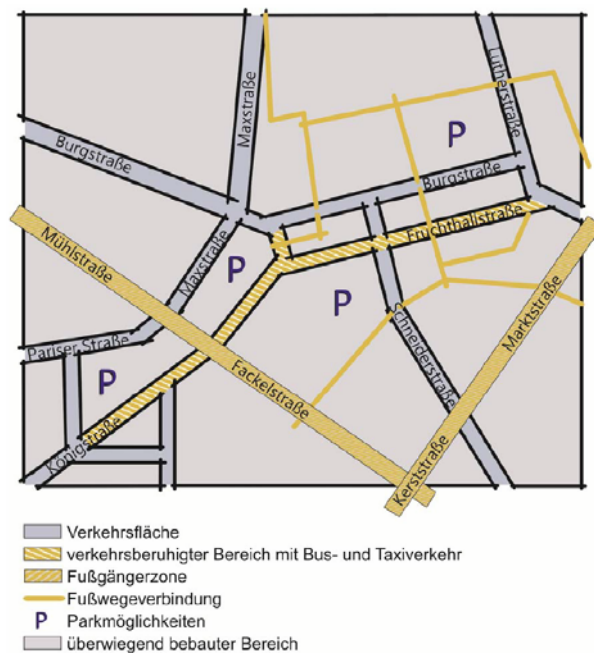 Maxstraße
Lutherstraße
P
Burgstraße
Burgstraße
Fruchthallstraße
Mühlstraße
Maxstraße
P
P
Pariser Straße
Schneiderstraße
Marktstraße
P
Fackelstraße
Königstraße
Kerststraße
Verkehrsfläche
verkehrsberuhigter Bereich mit Bus- und Taxiverkehr
Fußgängerzone
Fußwegeverbindung
P Parkmöglichkeiten
überwiegend bebauter Bereich